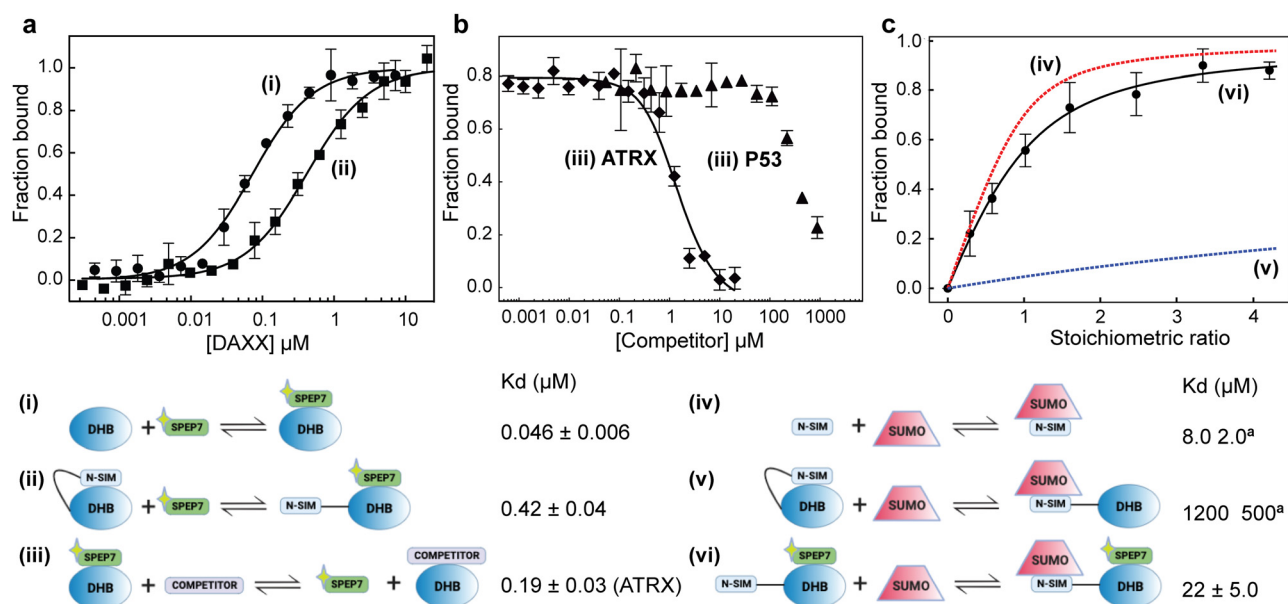 a
b
c
Fraction bound
1.0
0.8
0.6
0.4
0.2
0.0
(i)
(ii)
0.001
0.01
0.1
1
10
[DAXX] μM
Fraction bound
1.0
0.8
0.6
0.4
0.2
0.0
(iii) ATRX
(iii) P53
0.001
0.01
0.1
1
10
100
1000
[Competitor] μM
Fraction bound
1.0
0.8
0.6
0.4
0.2
0.0
(iv)
(vi)
(v)
0
1
2
3
4
Stoichiometric ratio
Kd (μM)
(i)
DHB + SPEP7 ⇌ SPEP7 DHB
0.046 ± 0.006
(ii)
N-SIM DHB + SPEP7 ⇌ N-SIM SPEP7 DHB
0.42 ± 0.04
(iii)
SPEP7 DHB + COMPETITOR ⇌ SPEP7 + COMPETITOR DHB
0.19 ± 0.03 (ATRX)
Kd (μM)
(iv)
N-SIM + SUMO ⇌ SUMO N-SIM
8.0 2.0ª
(v)
N-SIM DHB + SUMO ⇌ SUMO N-SIM DHB
1200 500ª
(vi)
N-SIM SPEP7 DHB + SUMO ⇌ SUMO N-SIM SPEP7 DHB
22 ± 5.0